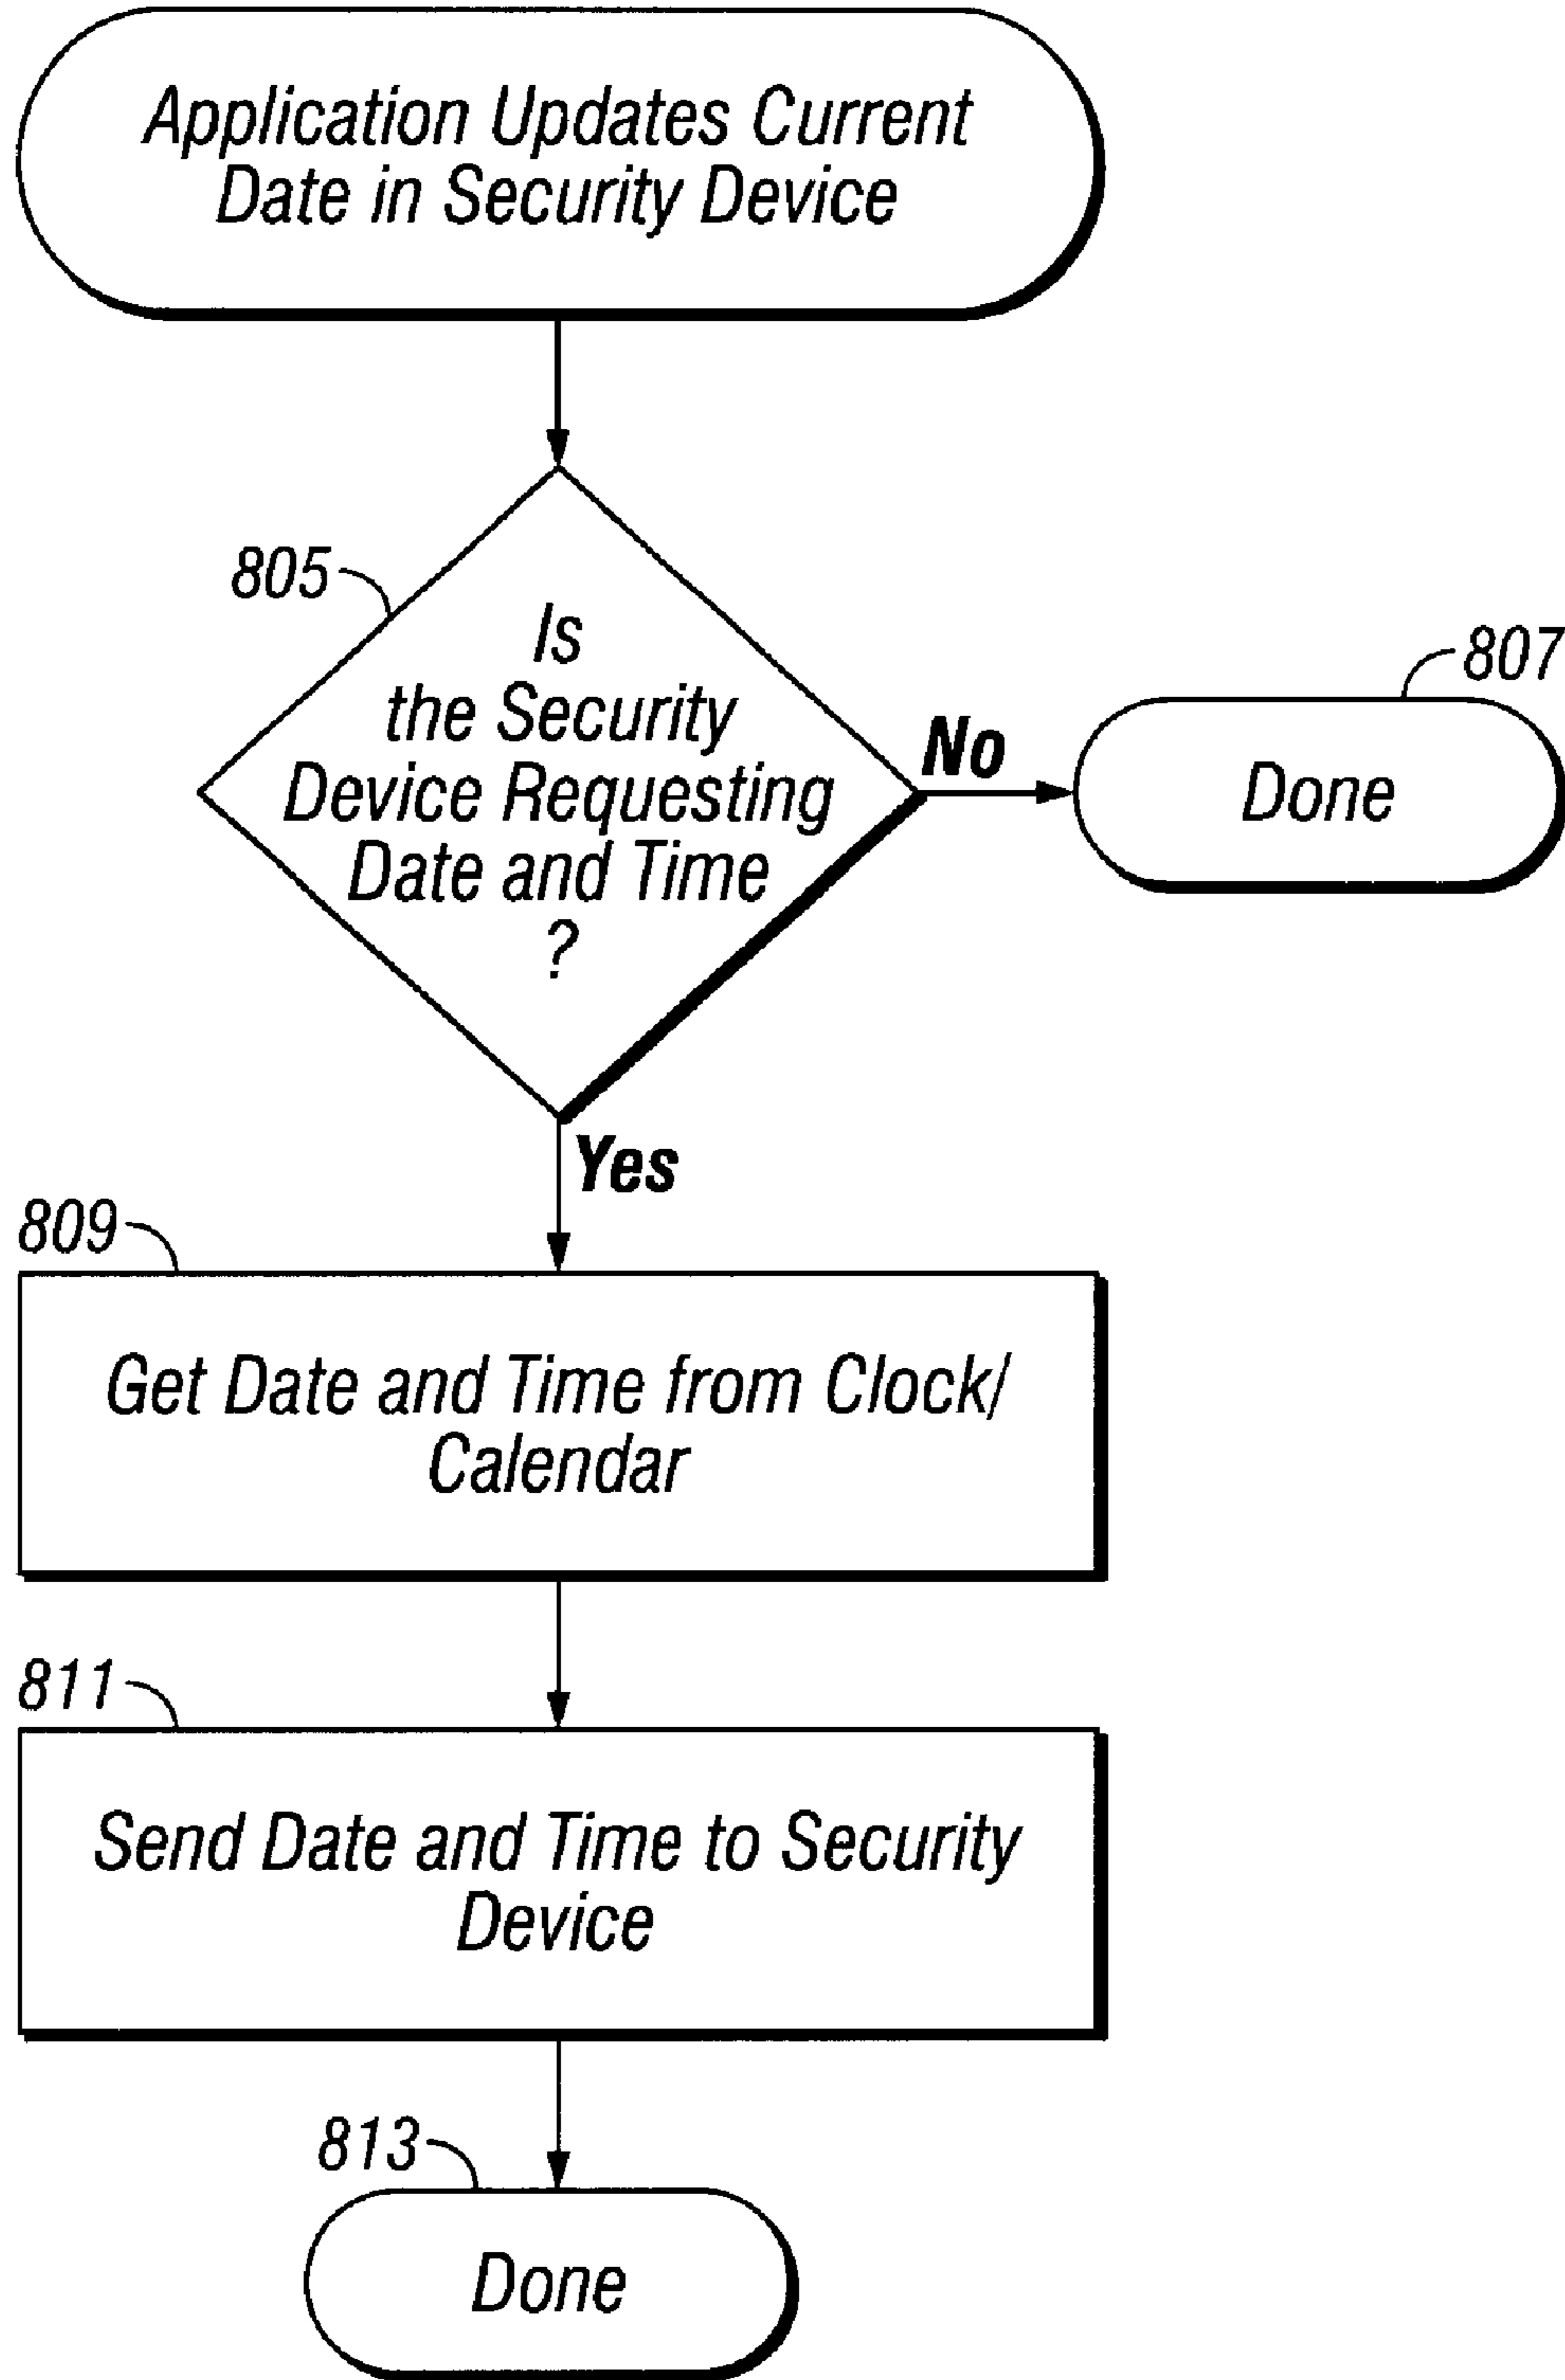 Application Updates Current
Date in Security Device
805
Is
the Security
Device Requesting
Date and Time
?
No
807
Done
Yes
809
Get Date and Time from Clock/
Calendar
811
Send Date and Time to Security
Device
813
Done